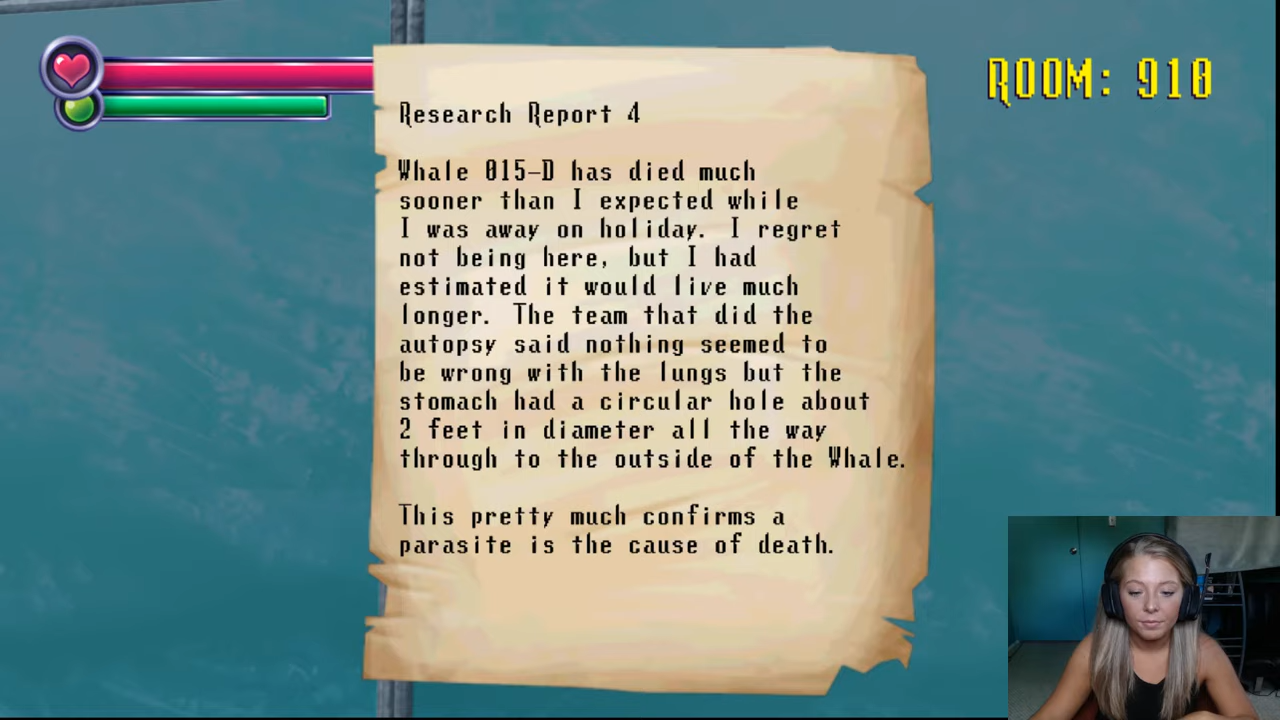 ROOM: 910
Research Report 4
Whale 015-D has died much
sooner than I expected while
I was away on holiday. I regret
not being here, but I had
estimated it would live much
longer. The team that did the
autopsy said nothing seemed to
be wrong with the lungs but the
stomach had a circular hole about
2 feet in diameter all the way
through to the outside of the Whale.
This pretty much confirms a
parasite is the cause of death.